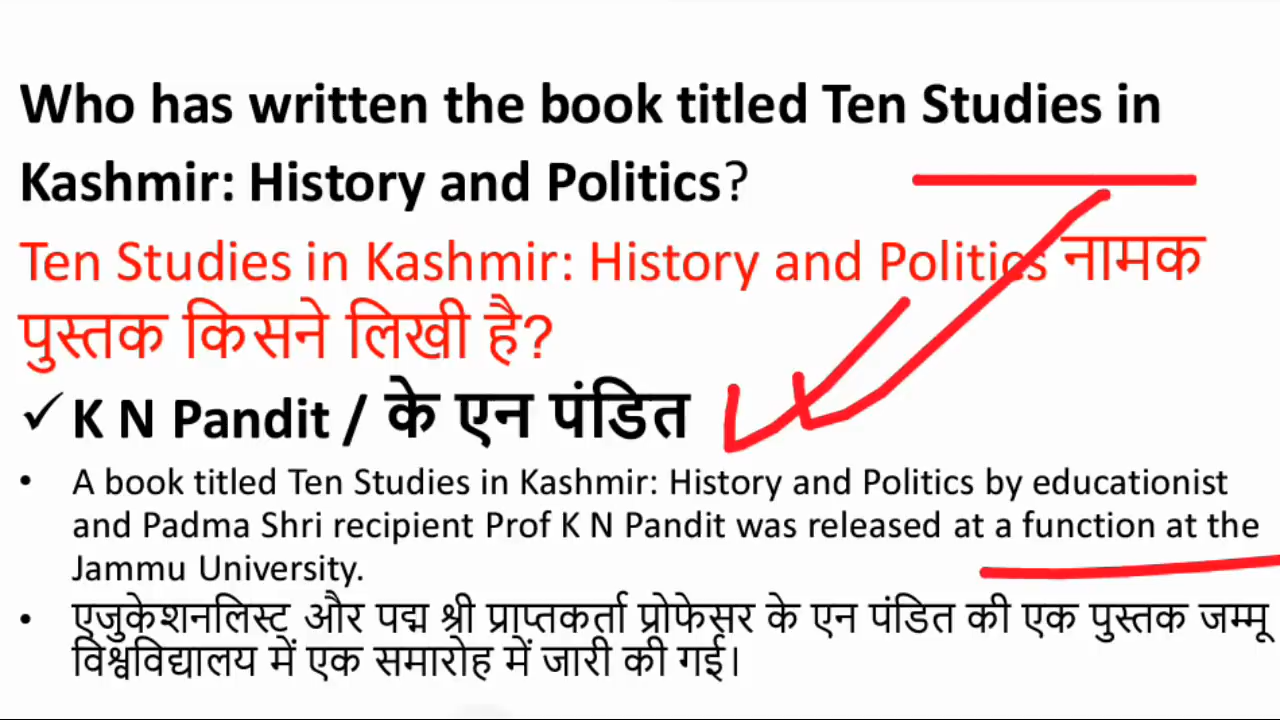 Who has written the book titled Ten Studies in
Kashmir: History and Politics?
Ten Studies in Kashmir: History and Politics नामक
पुस्तक किसने लिखी है?
✓ K N Pandit / के एन पंडित
• A book titled Ten Studies in Kashmir: History and Politics by educationist
and Padma Shri recipient Prof K N Pandit was released at a function at the
Jammu University.
• एजुकेशनलिस्ट और पद्म श्री प्राप्तकर्ता प्रोफेसर के एन पंडित की एक पुस्तक जम्मू
विश्वविद्यालय में एक समारोह में जारी की गई।